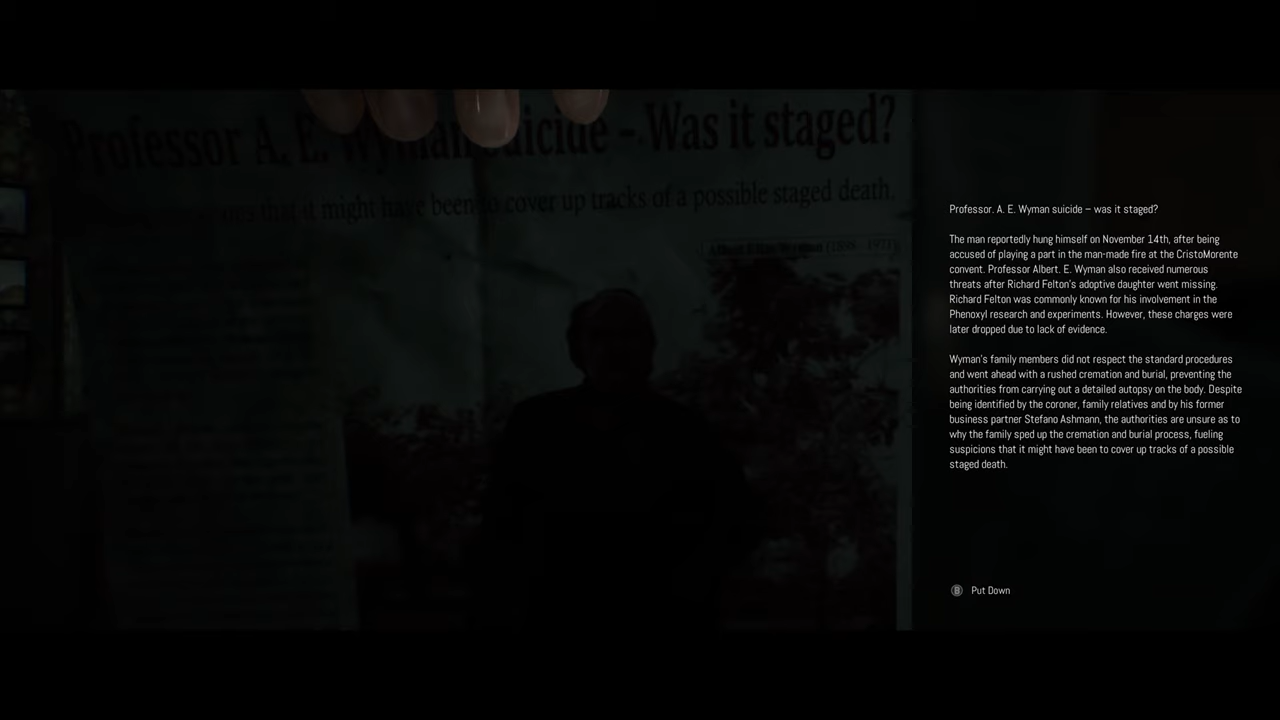 Professor A. E. Wyman suicide - Was it staged?
that it might have been to cover up tracks of a possible staged death.
Professor. A. E. Wyman suicide – was it staged?
The man reportedly hung himself on November 14th, after being
accused of playing a part in the man-made fire at the CristoMorente
convent. Professor Albert. E. Wyman also received numerous
threats after Richard Felton's adoptive daughter went missing.
Richard Felton was commonly known for his involvement in the
Phenoxyl research and experiments. However, these charges were
later dropped due to lack of evidence.
Wyman's family members did not respect the standard procedures
and went ahead with a rushed cremation and burial, preventing the
authorities from carrying out a detailed autopsy on the body. Despite
being identified by the coroner, family relatives and by his former
business partner Stefano Ashmann, the authorities are unsure as to
why the family sped up the cremation and burial process, fueling
suspicions that it might have been to cover up tracks of a possible
staged death.
B Put Down